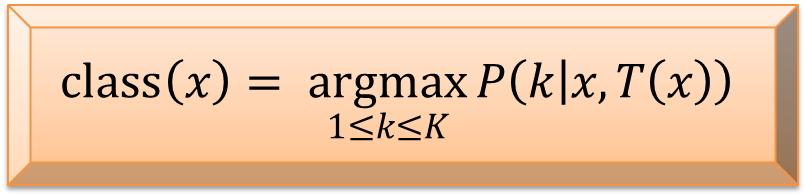 class(x) = argmax P(k|x, T(x))
1≤k≤K